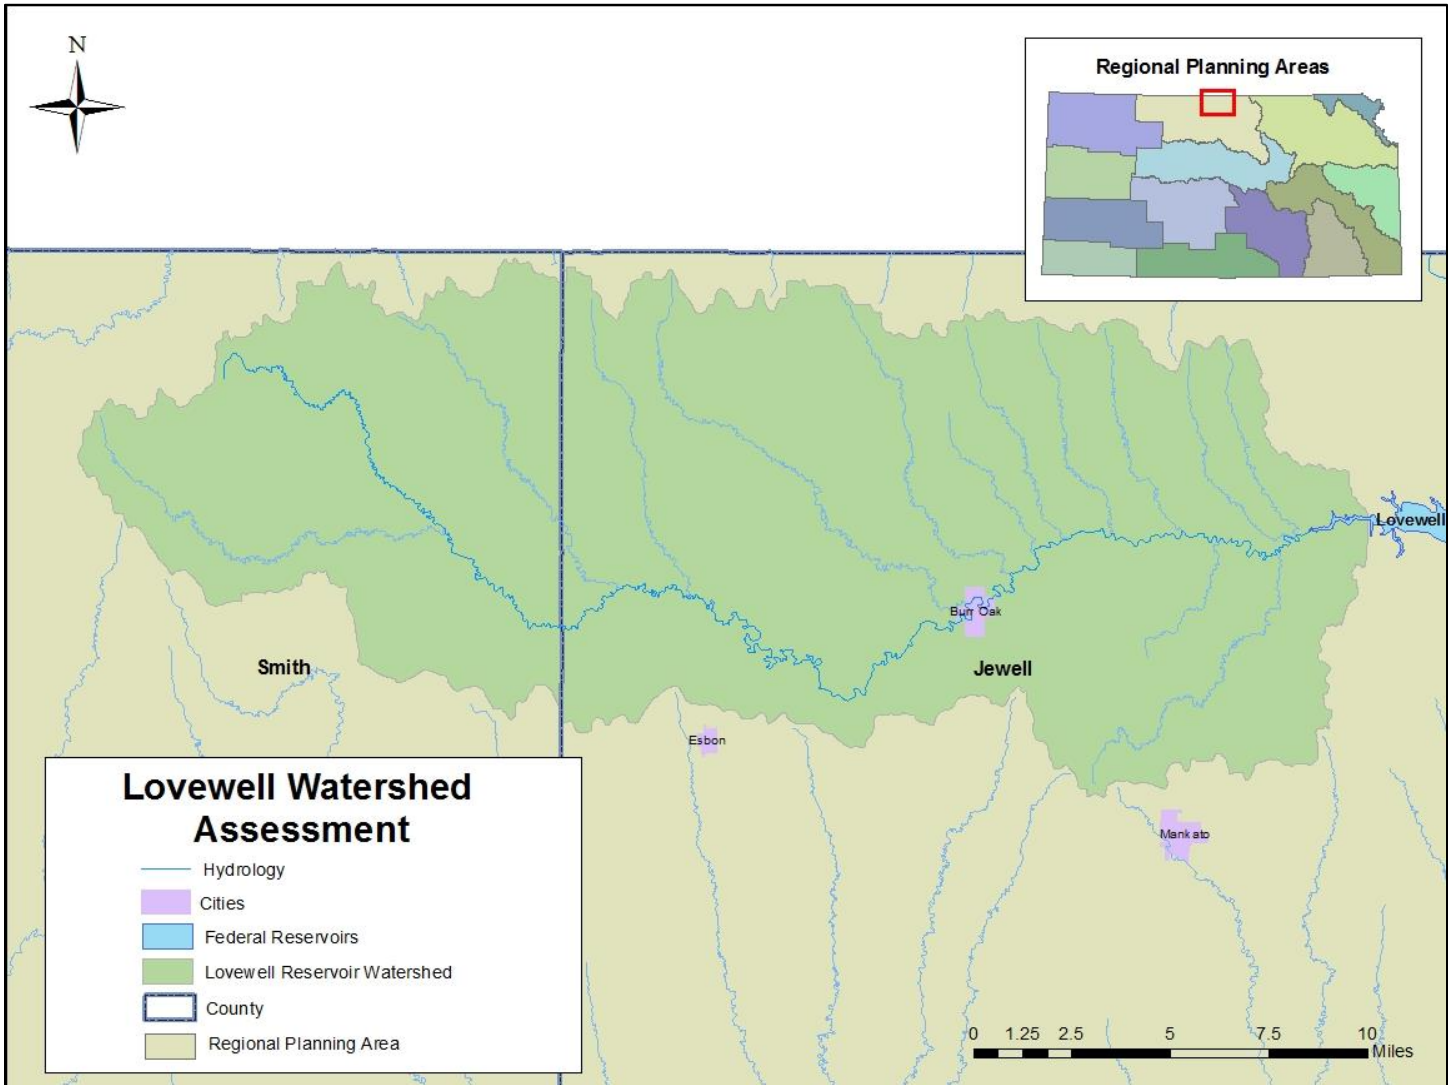 N
Regional Planning Areas
Lovewell
Burr Oak
Smith
Jewell
Esbon
Mankato
Lovewell Watershed
Assessment
Hydrology
Cities
Federal Reservoirs
Lovewell Reservoir Watershed
County
Regional Planning Area
0 1.25 2.5 5 7.5 10
Miles